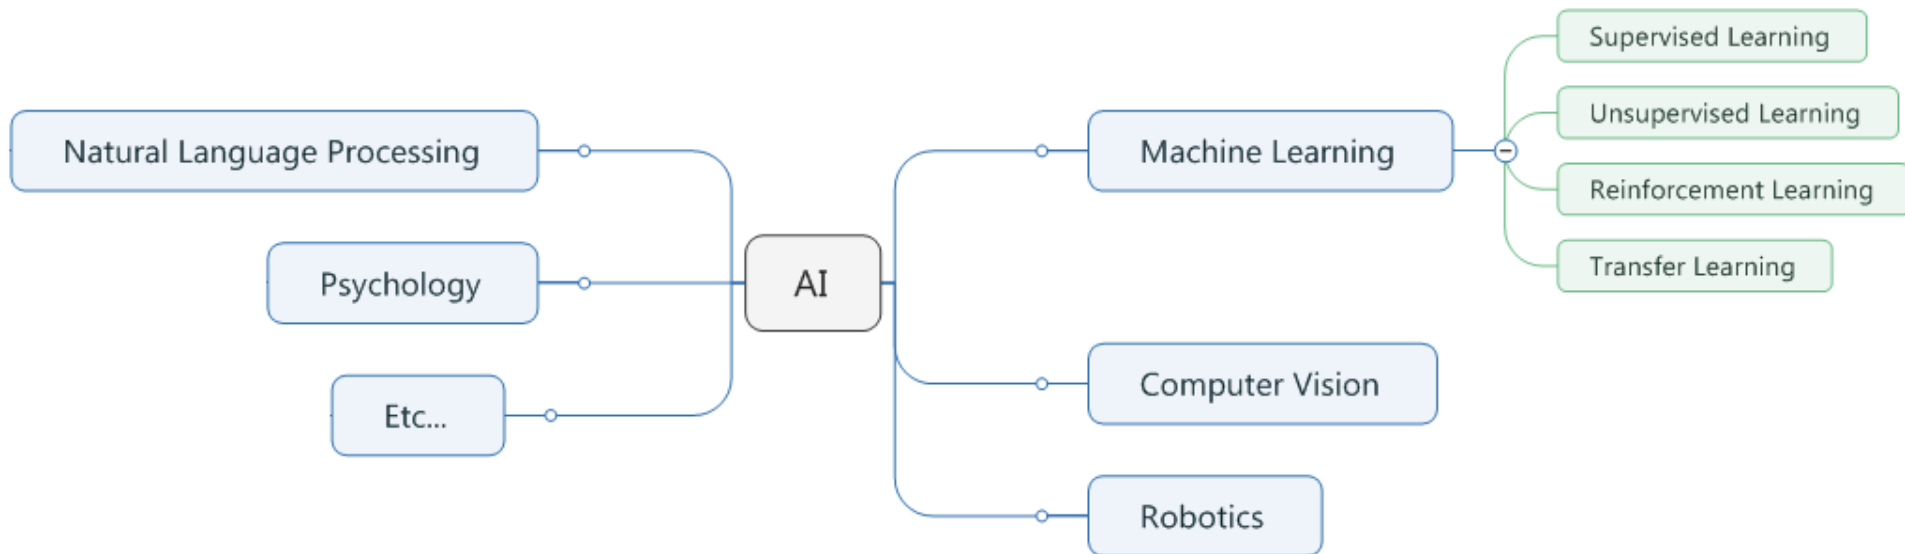 Natural Language Processing
Psychology
Etc...
AI
Machine Learning
Supervised Learning
Unsupervised Learning
Reinforcement Learning
Transfer Learning
Computer Vision
Robotics